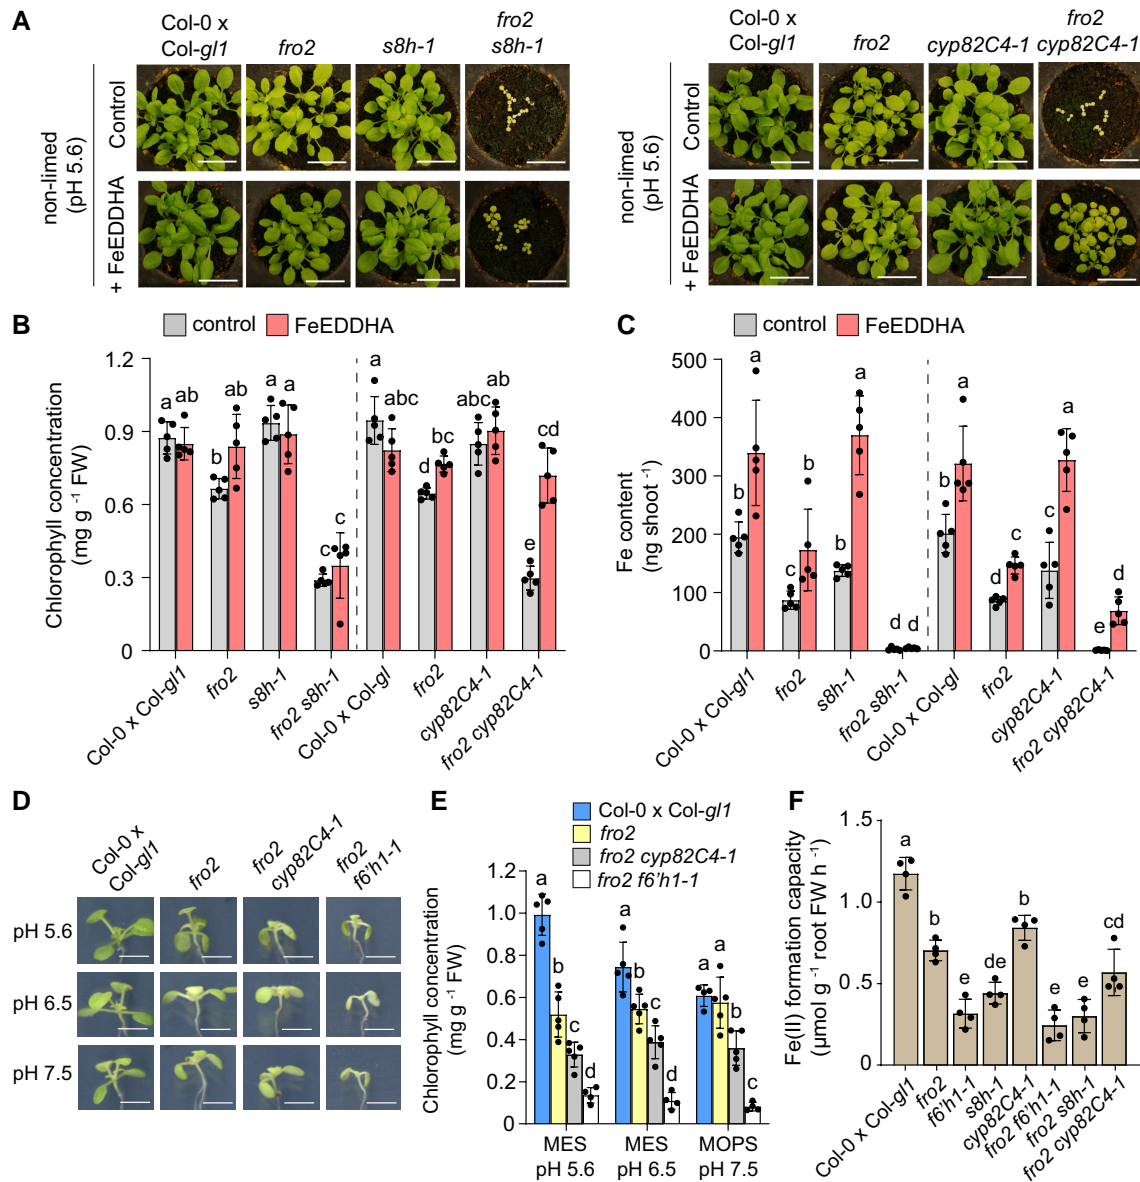 A
Col-0 x
Col-gl1
fro2
s8h-1
fro2
s8h-1
Col-0 x
Col-gl1
fro2
cyp82C4-1
fro2
cyp82C4-1
non-limed
(pH 5.6)
Control
+ FeEDDHA
non-limed
(pH 5.6)
Control
+ FeEDDHA
B
control
FeEDDHA
Chlorophyll concentration
(mg g -1 FW)
1.2
0.9
0.6
0.3
0
a
ab
b
ab
a
a
c
c
a
abc
d
bc
abc
ab
e
cd
Col-0 x Col-gl1
fro2
s8h-1
fro2 s8h-1
Col-0 x Col-gl
fro2
cyp82C4-1
fro2 cyp82C4-1
C
control
FeEDDHA
Fe content
(ng shoot -1)
500
400
300
200
100
0
b
a
c
b
b
a
d
d
b
a
d
c
c
a
e
d
Col-0 x Col-gl1
fro2
s8h-1
fro2 s8h-1
Col-0 x Col-gl
fro2
cyp82C4-1
fro2 cyp82C4-1
D
Col-0 x
Col-gl1
fro2
fro2
cyp82C4-1
fro2
f6'h1-1
pH 5.6
pH 6.5
pH 7.5
E
Col-0 x Col-gl1
fro2
fro2 cyp82C4-1
fro2 f6'h1-1
Chlorophyll concentration
(mg g -1 FW)
1.2
1.0
0.8
0.6
0.4
0.2
0
a
b
c
d
a
b
c
d
a
a
b
c
MES
pH 5.6
MES
pH 6.5
MOPS
pH 7.5
F
Fe(II) formation capacity
(µmol g -1 root FW h -1)
1.5
1.0
0.5
0
a
b
e
de
b
e
e
cd
Col-0 x Col-gl1
fro2
f6'h1-1
s8h-1
cyp82C4-1
fro2 f6'h1-1
fro2 s8h-1
fro2 cyp82C4-1